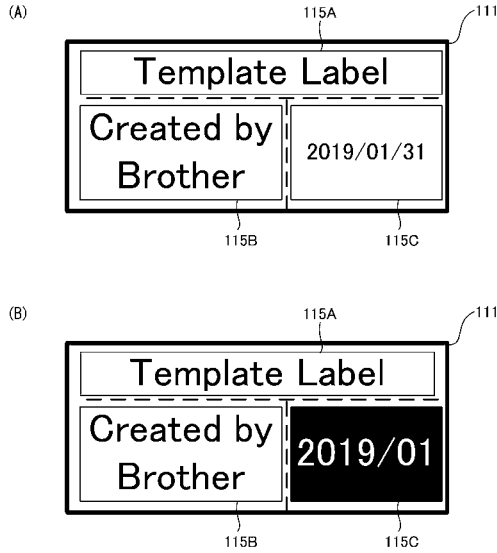 (A)
115A
111
Template Label
Created by
Brother
2019/01/31
115B
115C
(B)
115A
111
Template Label
Created by
Brother
2019/01
115B
115C